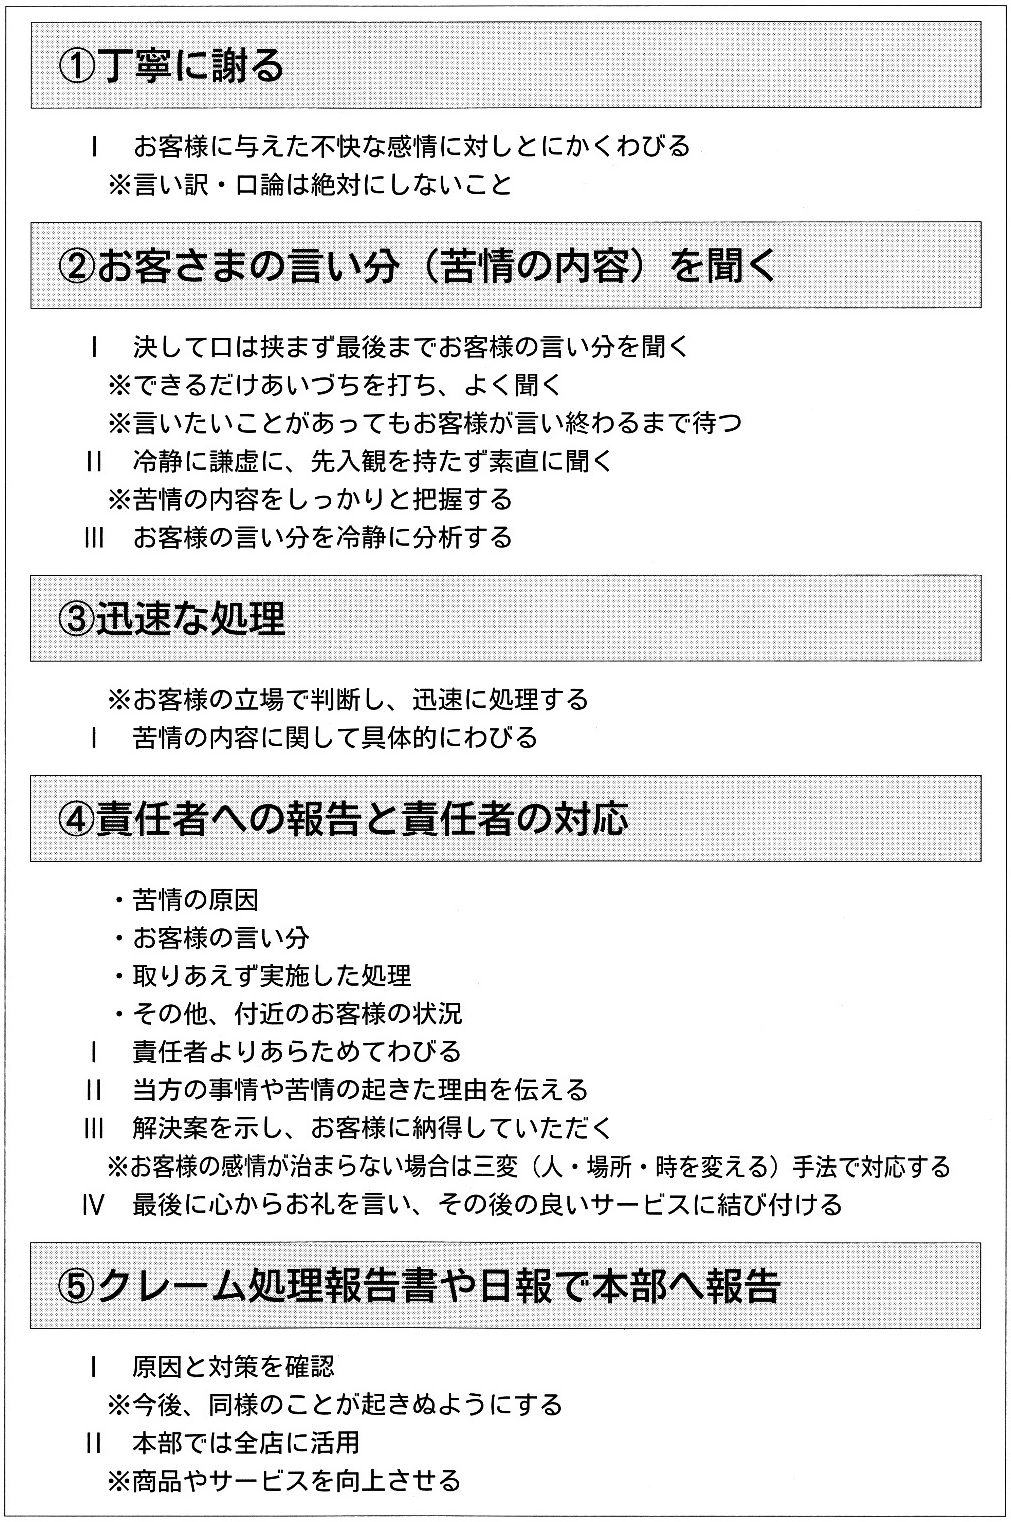 ①丁寧に謝る
Ⅰ　お客様に与えた不快な感情に対しとにかくわびる
※言い訳・口論は絶対にしないこと
②お客さまの言い分（苦情の内容）を聞く
Ⅰ　決して口は挟まず最後までお客様の言い分を聞く
※できるだけあいづちを打ち、よく聞く
※言いたいことがあってもお客様が言い終わるまで待つ
Ⅱ　冷静に謙虚に、先入観を持たず素直に聞く
※苦情の内容をしっかりと把握する
Ⅲ　お客様の言い分を冷静に分析する
③迅速な処理
※お客様の立場で判断し、迅速に処理する
Ⅰ　苦情の内容に関して具体的にわびる
④責任者への報告と責任者の対応
・苦情の原因
・お客様の言い分
・取りあえず実施した処理
・その他、付近のお客様の状況
Ⅰ　責任者よりあらためてわびる
Ⅱ　当方の事情や苦情の起きた理由を伝える
Ⅲ　解決案を示し、お客様に納得していただく
※お客様の感情が治まらない場合は三変（人・場所・時を変える）手法で対応する
Ⅳ　最後に心からお礼を言い、その後の良いサービスに結び付ける
⑤クレーム処理報告書や日報で本部へ報告
Ⅰ　原因と対策を確認
※今後、同様のことが起きぬようにする
Ⅱ　本部では全店に活用
※商品やサービスを向上させる